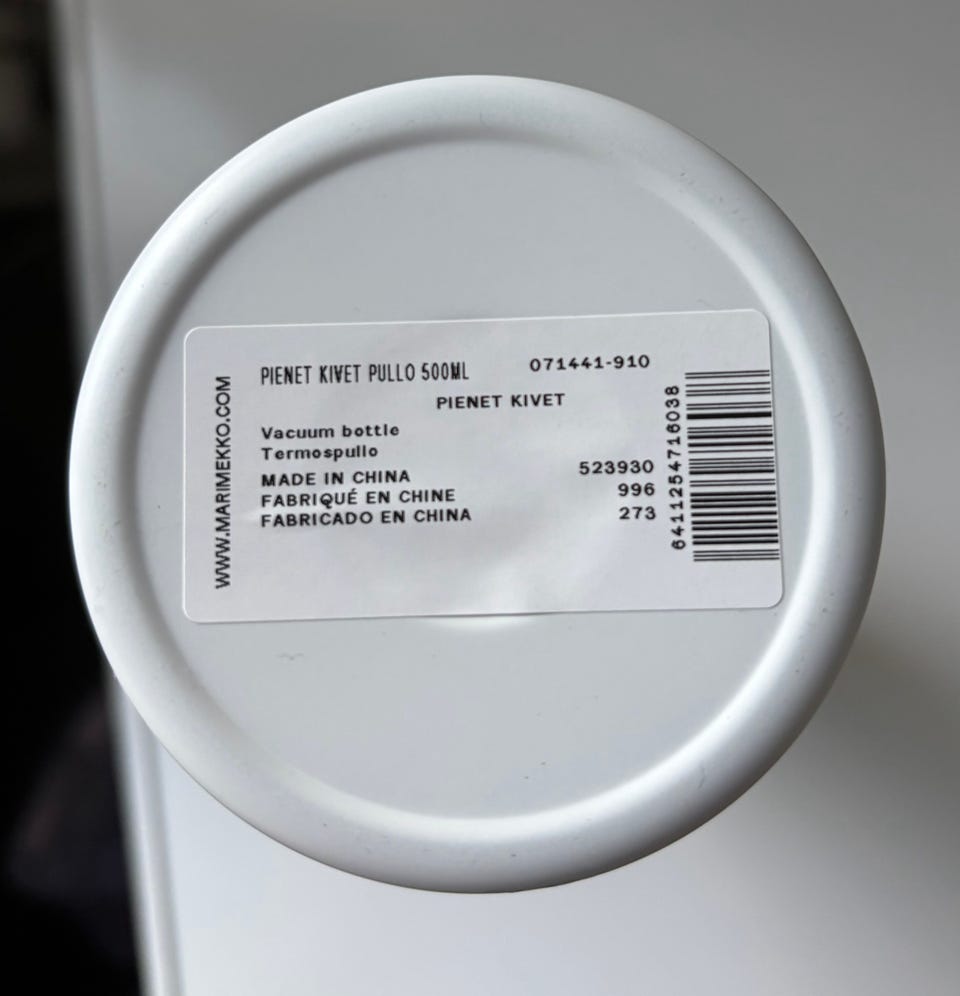 WWW.MARIMEKKO.COM
PIENET KIVET PULLO 500ML 071441-910
PIENET KIVET
Vacuum bottle
Termospullo
MADE IN CHINA 523930
FABRIQUÉ EN CHINE 996
FABRICADO EN CHINA 273
6411254716038